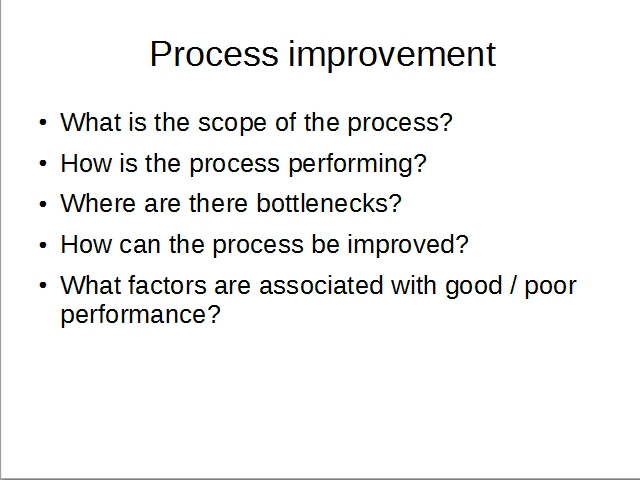 Process improvement
• What is the scope of the process?
• How is the process performing?
• Where are there bottlenecks?
• How can the process be improved?
• What factors are associated with good / poor
performance?